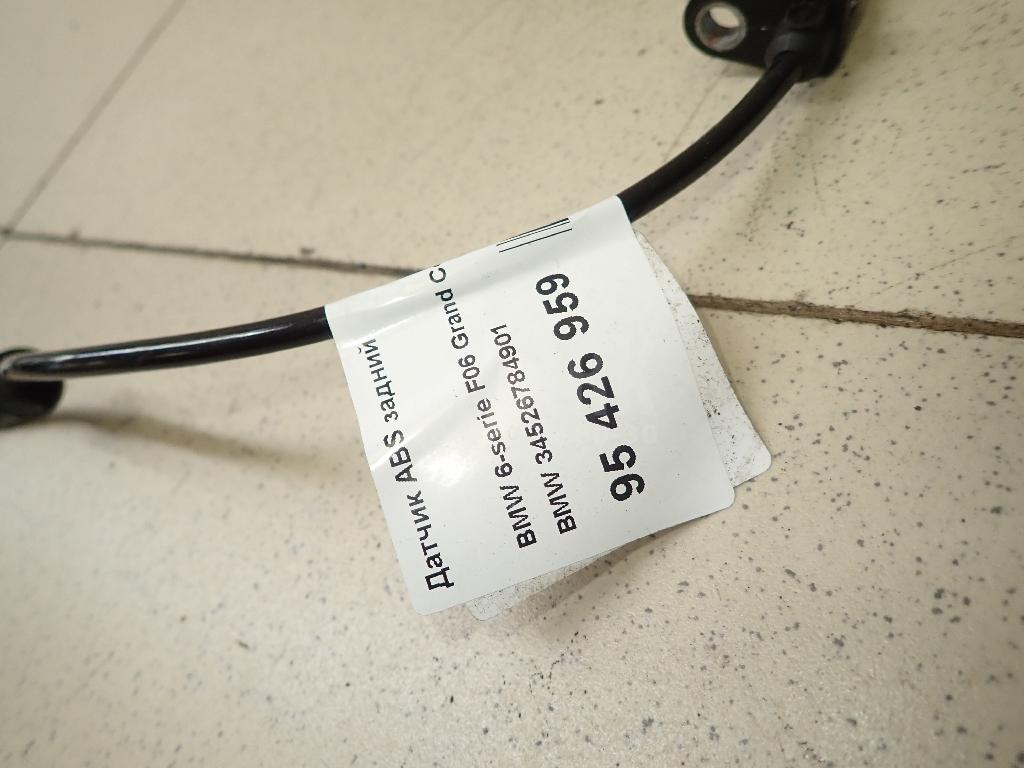 Датчик ABS задний
BMW 6-serie F06 Grand C
BMW 34526784901
95 426 959